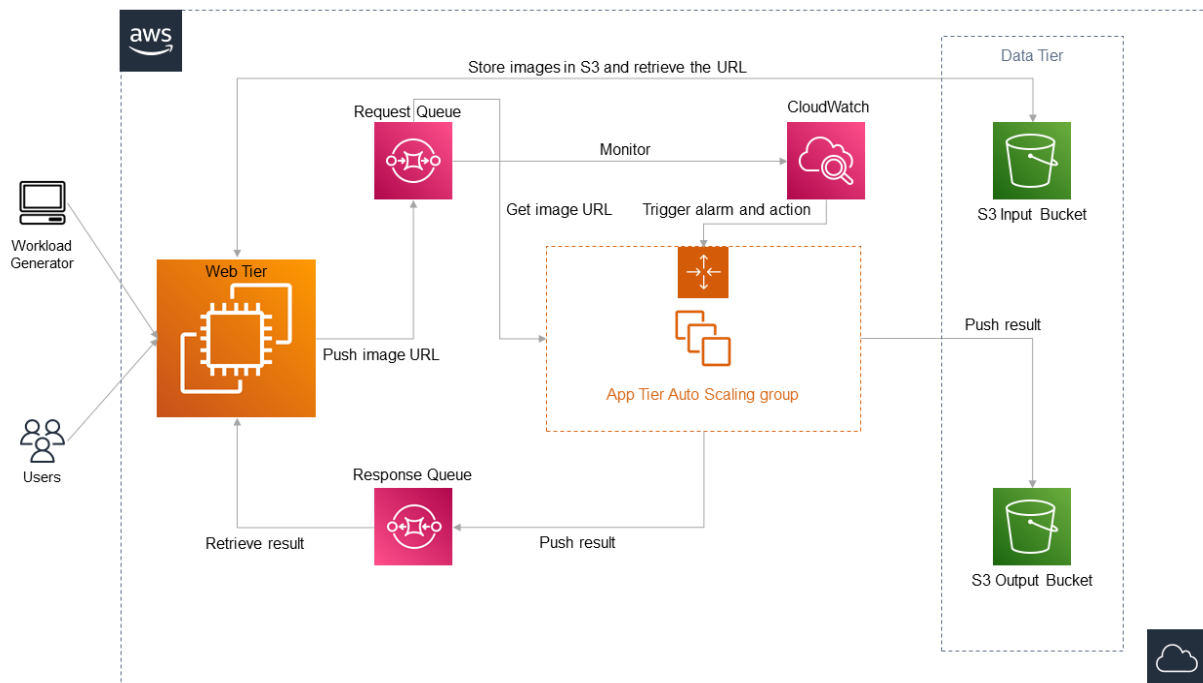 aws
Data Tier
Store images in S3 and retrieve the URL
Request Queue
CloudWatch
Monitor
Get image URL
Trigger alarm and action
S3 Input Bucket
Workload
Generator
Web Tier
Push image URL
Push result
App Tier Auto Scaling group
Users
Response Queue
Retrieve result
Push result
S3 Output Bucket